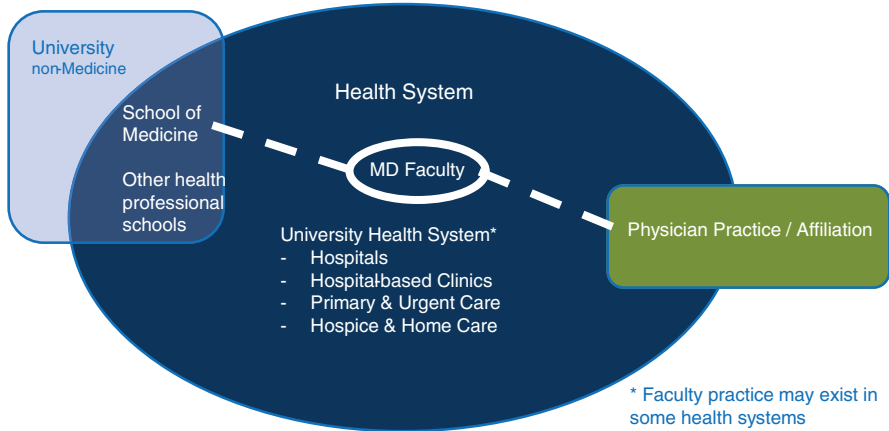 University
non-Medicine
Health System
School of
Medicine
MD Faculty
Other health
professional
schools
Physician Practice / Affiliation
University Health System*
- Hospitals
- Hospital-based Clinics
- Primary & Urgent Care
- Hospice & Home Care
* Faculty practice may exist in
some health systems